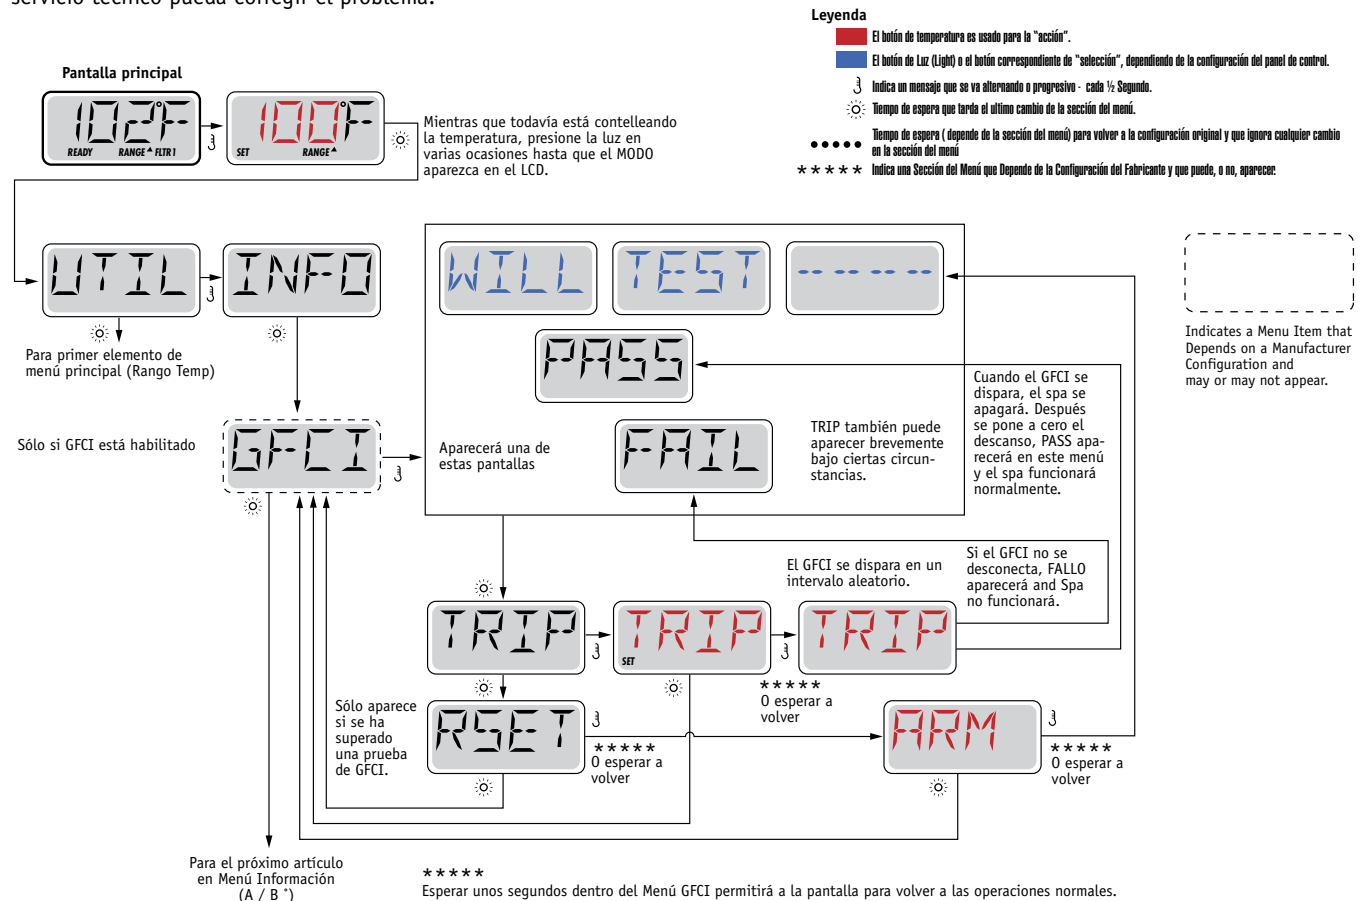 servicio técnico pueda corregir el problema.
Leyenda
El botón de temperatura es usado para la "acción".
El botón de Luz (Light) o el botón correspondiente de "selección", dependiendo de la configuración del panel de control.
Indica un mensaje que se va alternando o progresivo - cada ½ Segundo.
Tiempo de espera que tarda el ultimo cambio de la sección del menú.
Tiempo de espera ( depende de la sección del menú) para volver a la configuración original y que ignora cualquier cambio
en la sección del menú
***** Indica una Sección del Menú que Depende de la Configuración del Fabricante y que puede, o no, aparecer.
Pantalla principal
102°F
READY RANGE FLTR1
100°F
SET RANGE
Mientras que todavía está contelleando
la temperatura, presione la luz en
varias ocasiones hasta que el MODO
aparezca en el LCD.
UTIL
INFO
WILL
TEST
-- -- -- --
PASS
FAIL
Para primer elemento de
menú principal (Rango Temp)
Indicates a Menu Item that
Depends on a Manufacturer
Configuration and
may or may not appear.
Sólo si GFCI está habilitado
GFCI
Aparecerá una de
estas pantallas
TRIP también puede
aparecer brevemente
bajo ciertas circun-
stancias.
Cuando el GFCI se
dispara, el spa se
apagará. Después
se pone a cero el
descanso, PASS apa-
recerá en este menú
y el spa funcionará
normalmente.
El GFCI se dispara en un
intervalo aleatorio.
Si el GFCI no se
desconecta, FALLO
aparecerá and Spa
no funcionará.
TRIP
TRIP
SET
TRIP
*****
O esperar a
volver
Sólo aparece
si se ha
superado
una prueba
de GFCI.
RSET
*****
O esperar a
volver
ARM
*****
O esperar a
volver
Para el próximo artículo
en Menú Información
(A / B °)
*****
Esperar unos segundos dentro del Menú GFCI permitirá a la pantalla para volver a las operaciones normales.